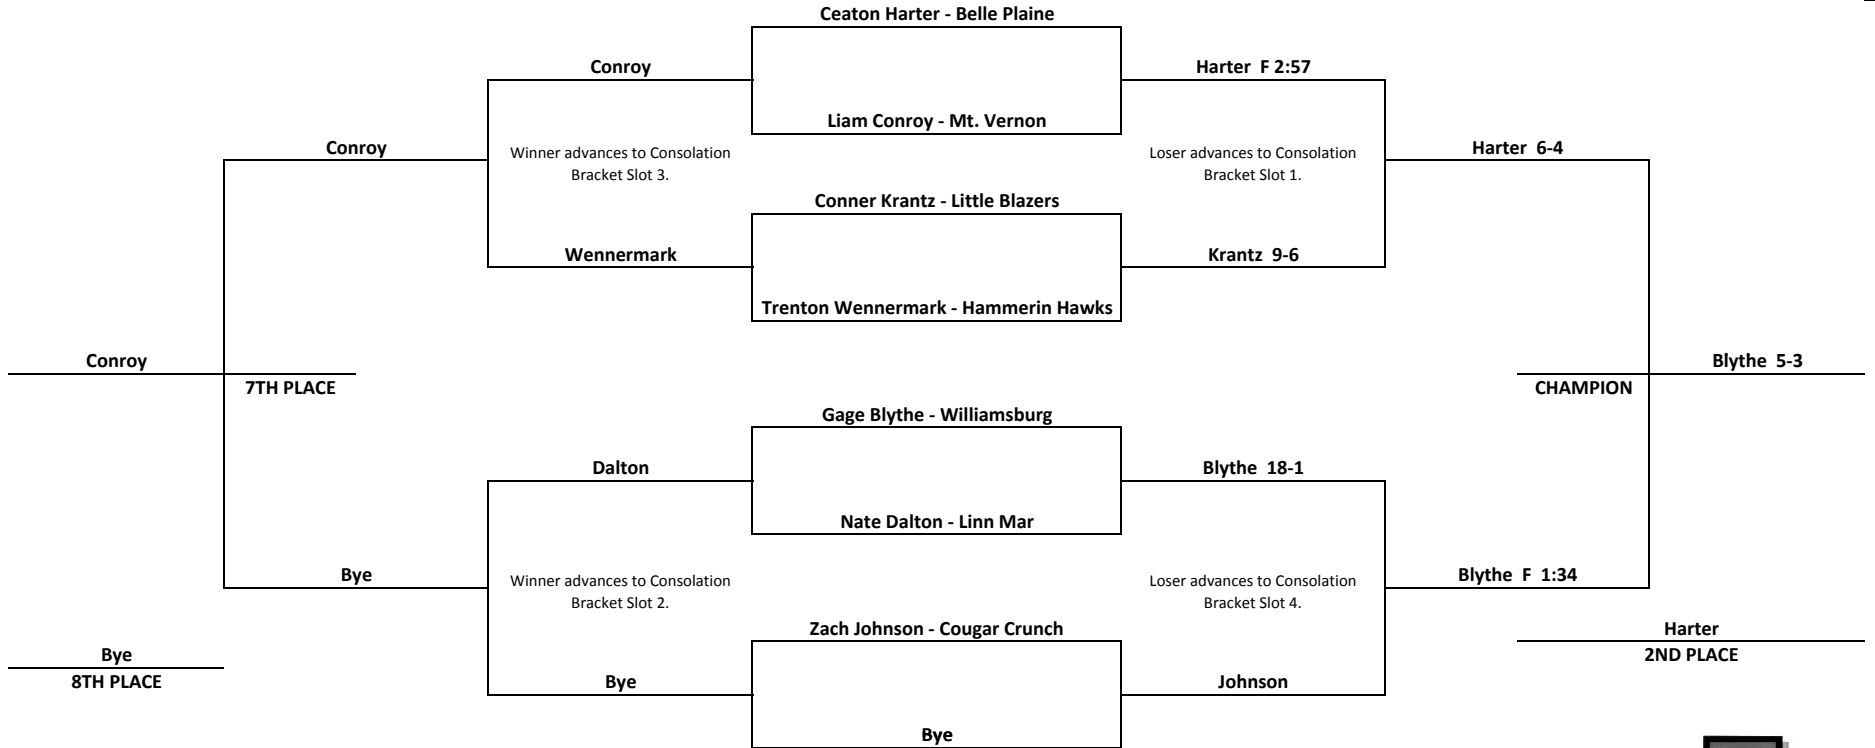 Ceaton Harter - Belle Plaine
Conroy
Harter  F 2:57
Liam Conroy - Mt. Vernon
Conroy
Winner advances to Consolation
Bracket Slot 3.
Loser advances to Consolation
Bracket Slot 1.
Harter  6-4
Conner Krantz - Little Blazers
Wennermark
Krantz  9-6
Trenton Wennermark - Hammerin Hawks
Conroy
7TH PLACE
Blythe  5-3
CHAMPION
Gage Blythe - Williamsburg
Dalton
Blythe  18-1
Nate Dalton - Linn Mar
Bye
Winner advances to Consolation
Bracket Slot 2.
Loser advances to Consolation
Bracket Slot 4.
Blythe  F  1:34
Zach Johnson - Cougar Crunch
Bye
8TH PLACE
Harter
2ND PLACE
Bye
Johnson
Bye